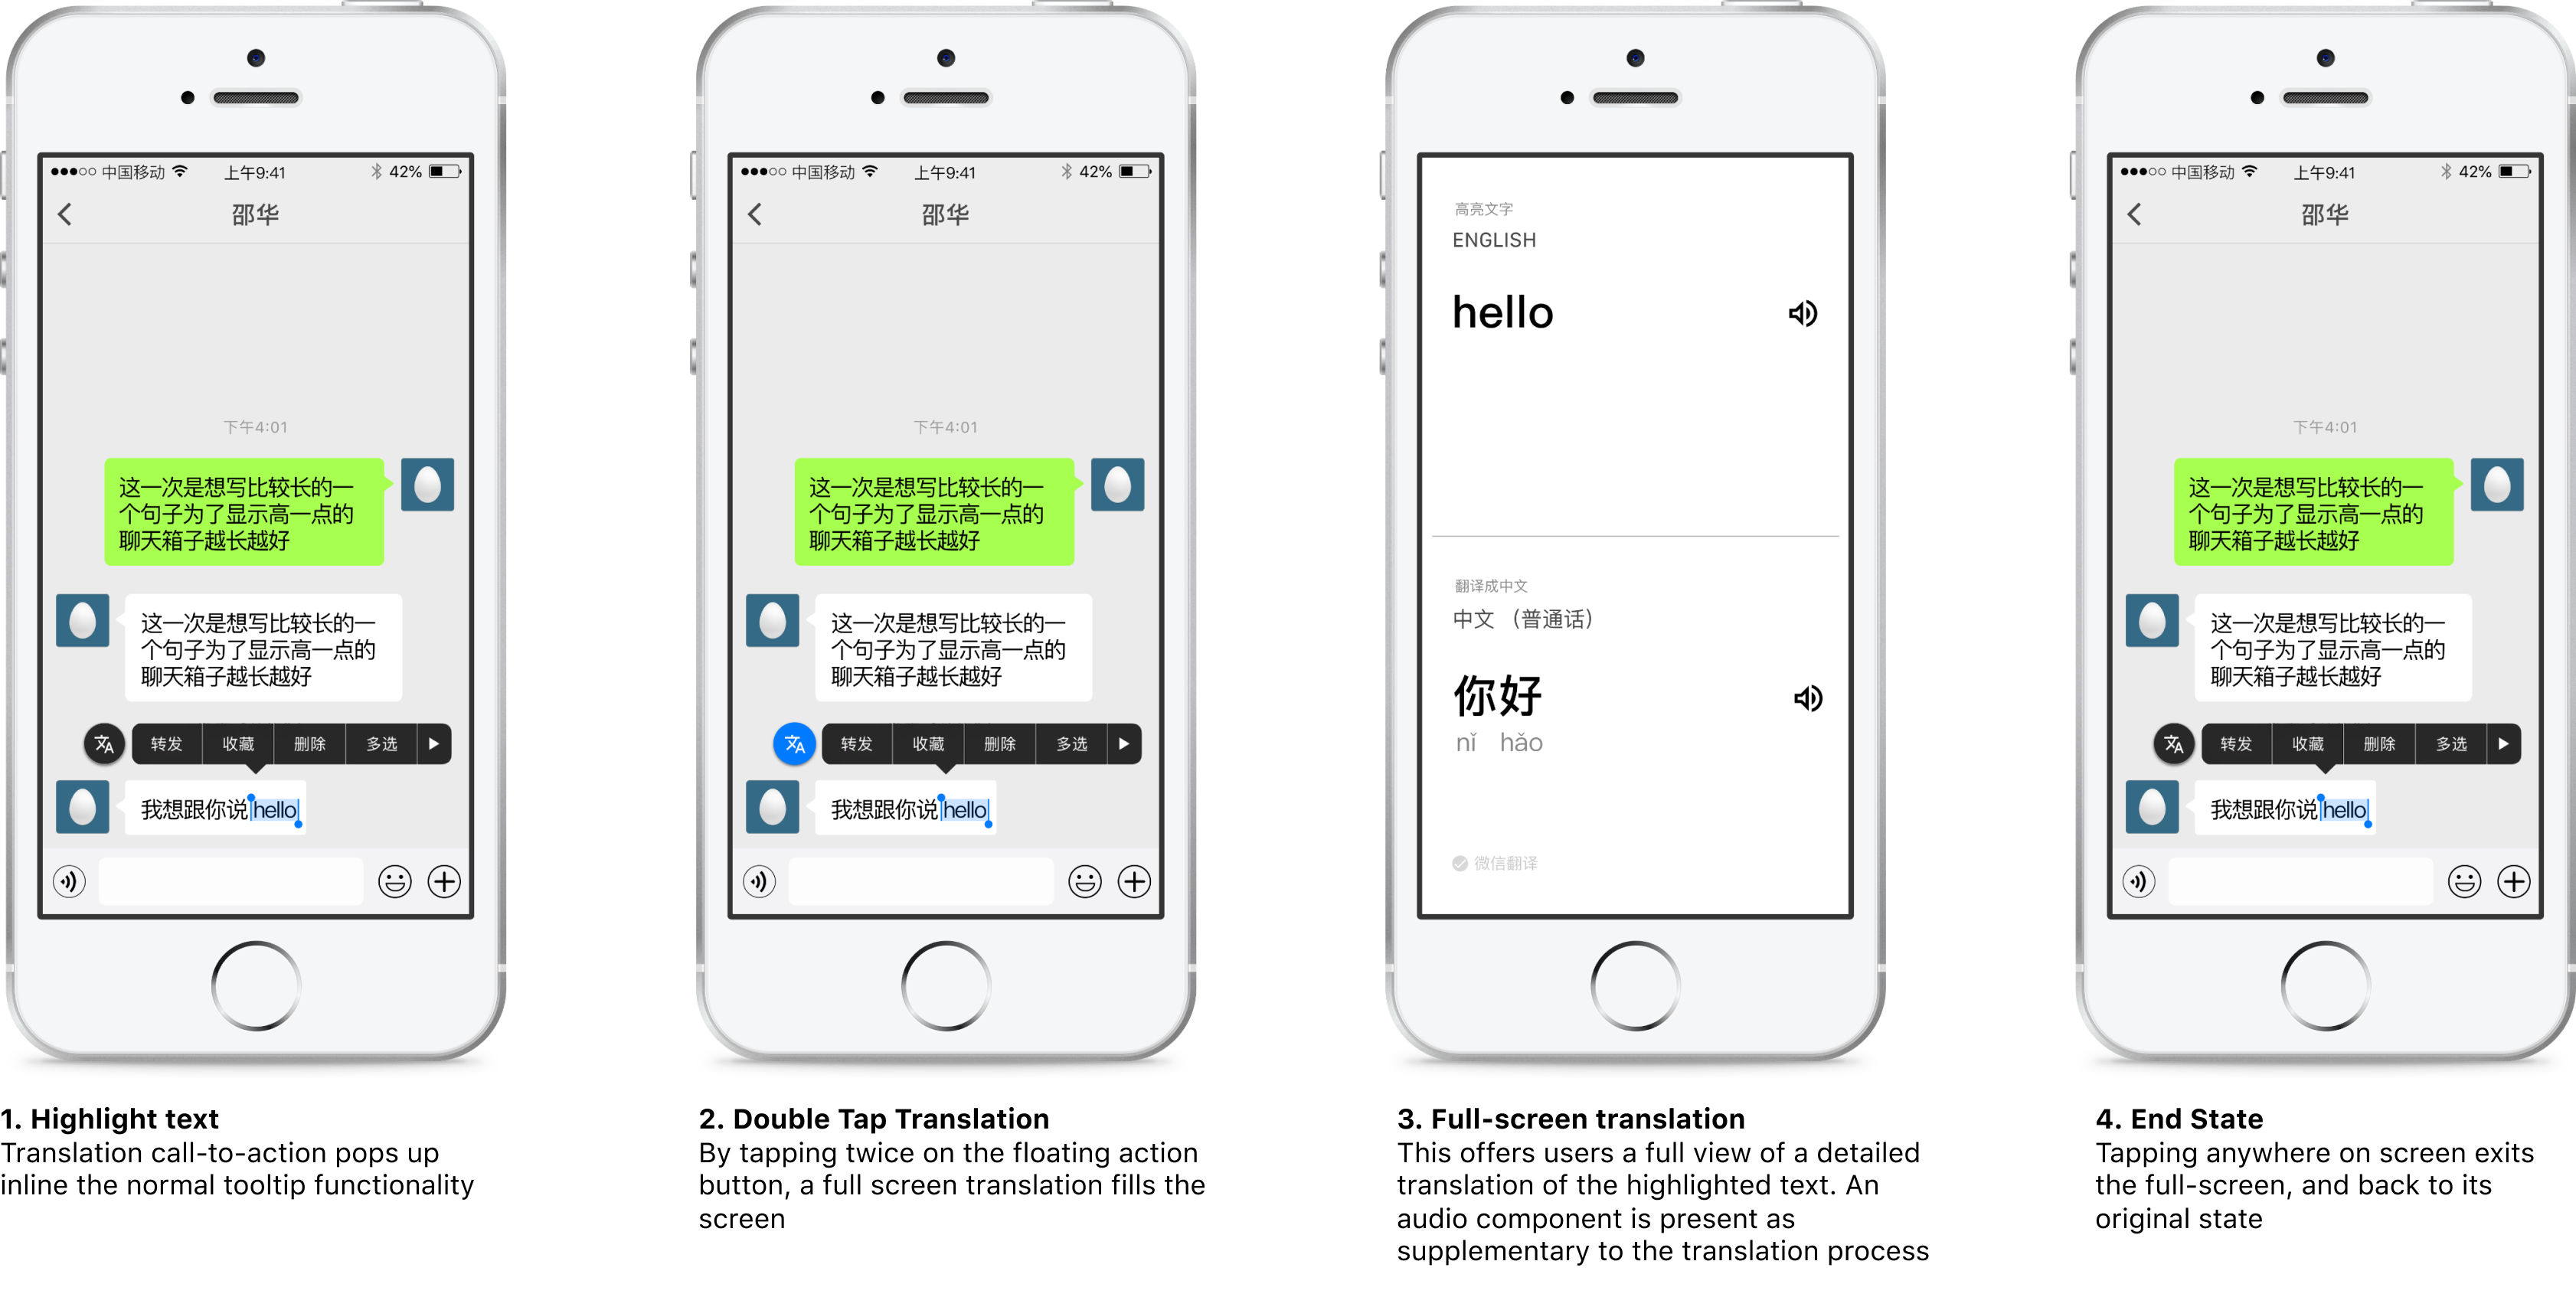 中国移动 上午9:41 42%
邵华
下午4:01
这一次是想写比较长的一
个句子为了显示高一点的
聊天箱子越长越好
这一次是想写比较长的一
个句子为了显示高一点的
聊天箱子越长越好
文A 转发 收藏 删除 多选
我想跟你说hello
1. Highlight text
Translation call-to-action pops up
inline the normal tooltip functionality
中国移动 上午9:41 42%
邵华
下午4:01
这一次是想写比较长的一
个句子为了显示高一点的
聊天箱子越长越好
这一次是想写比较长的一
个句子为了显示高一点的
聊天箱子越长越好
文A 转发 收藏 删除 多选
我想跟你说hello
2. Double Tap Translation
By tapping twice on the floating action
button, a full screen translation fills the
screen
高亮文字
ENGLISH
hello
翻译成中文
中文 （普通话）
你好
nǐ hǎo
微信翻译
3. Full-screen translation
This offers users a full view of a detailed
translation of the highlighted text. An
audio component is present as
supplementary to the translation process
中国移动 上午9:41 42%
邵华
下午4:01
这一次是想写比较长的一
个句子为了显示高一点的
聊天箱子越长越好
这一次是想写比较长的一
个句子为了显示高一点的
聊天箱子越长越好
文A 转发 收藏 删除 多选
我想跟你说hello
4. End State
Tapping anywhere on screen exits
the full-screen, and back to its
original state